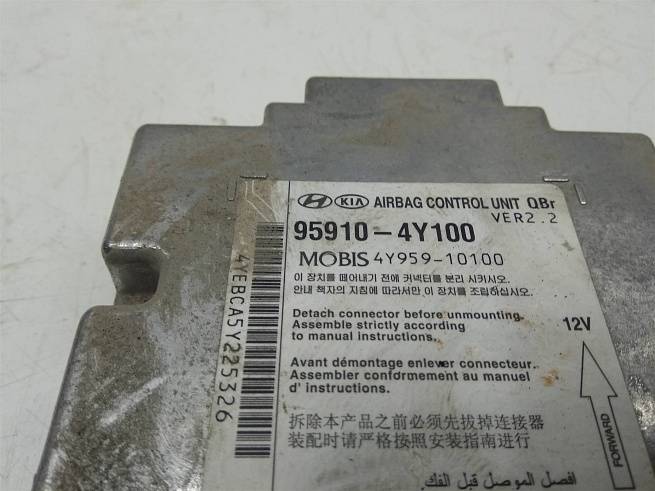 HYUNDAI KIA AIRBAG CONTROL UNIT QBr
VER2.2
95910-4Y100
MOBIS 4Y959-10100
이 장치를 떼어내기 전에 커넥터를 분리 시키시오.
안내 책자의 지침에 따라서만 이 장치를 조립하십시오.
Detach connector before unmounting.
Assemble strictly according
to manual instructions.
12V
Avant démontage enlever connecteur.
Assembler conformement au manuel
d' instructions.
拆除本产品之前必须先拔掉连接器
装配时请严格按照安装指南进行
افصل الموصل قبل الفك.
FORWARD
4YEBCA5Y225326